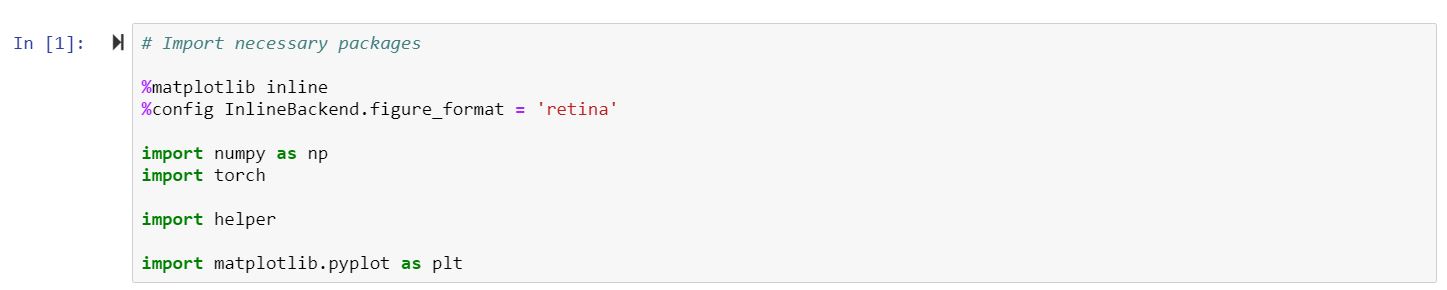 In [1]:
# Import necessary packages
%matplotlib inline
%config InlineBackend.figure_format = 'retina'
import numpy as np
import torch
import helper
import matplotlib.pyplot as plt